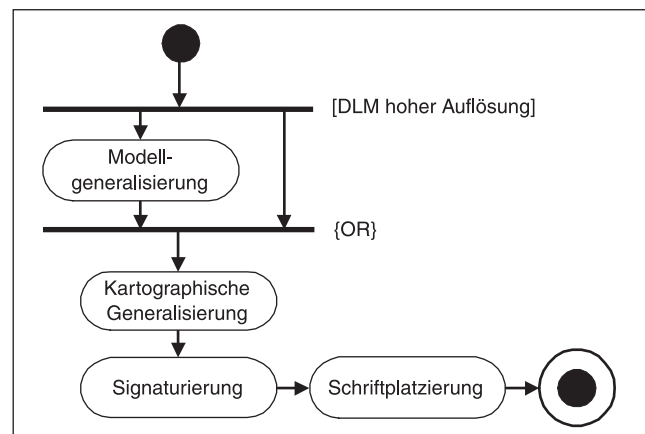 [DLM hoher Auflösung]
Modell-
generalisierung
{OR}
Kartographische
Generalisierung
Signaturierung
Schriftplatzierung